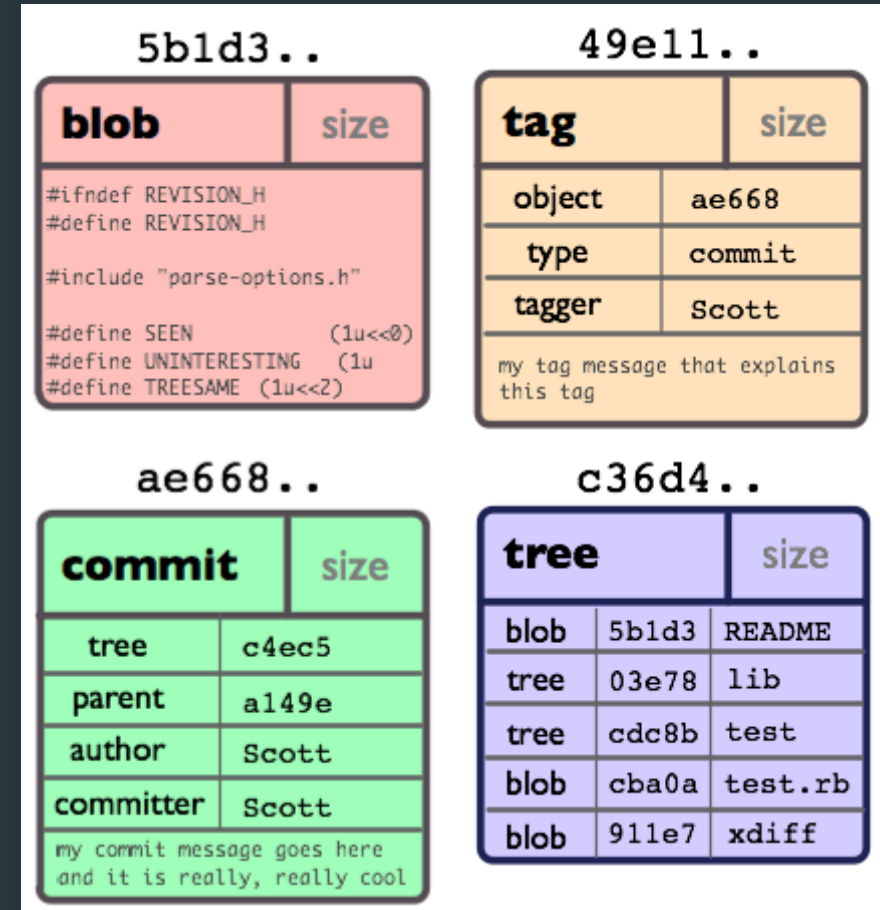 5b1d3..
blob size
#ifndef REVISION_H
#define REVISION_H
#include "parse-options.h"
#define SEEN (1u<<0)
#define UNINTERESTING (1u
#define TREESAME (1u<<2)
49e11..
tag size
object ae668
type commit
tagger Scott
my tag message that explains
this tag
ae668..
commit size
tree c4ec5
parent a149e
author Scott
committer Scott
my commit message goes here
and it is really, really cool
c36d4..
tree size
blob 5b1d3 README
tree 03e78 lib
tree cdc8b test
blob cba0a test.rb
blob 911e7 xdiff